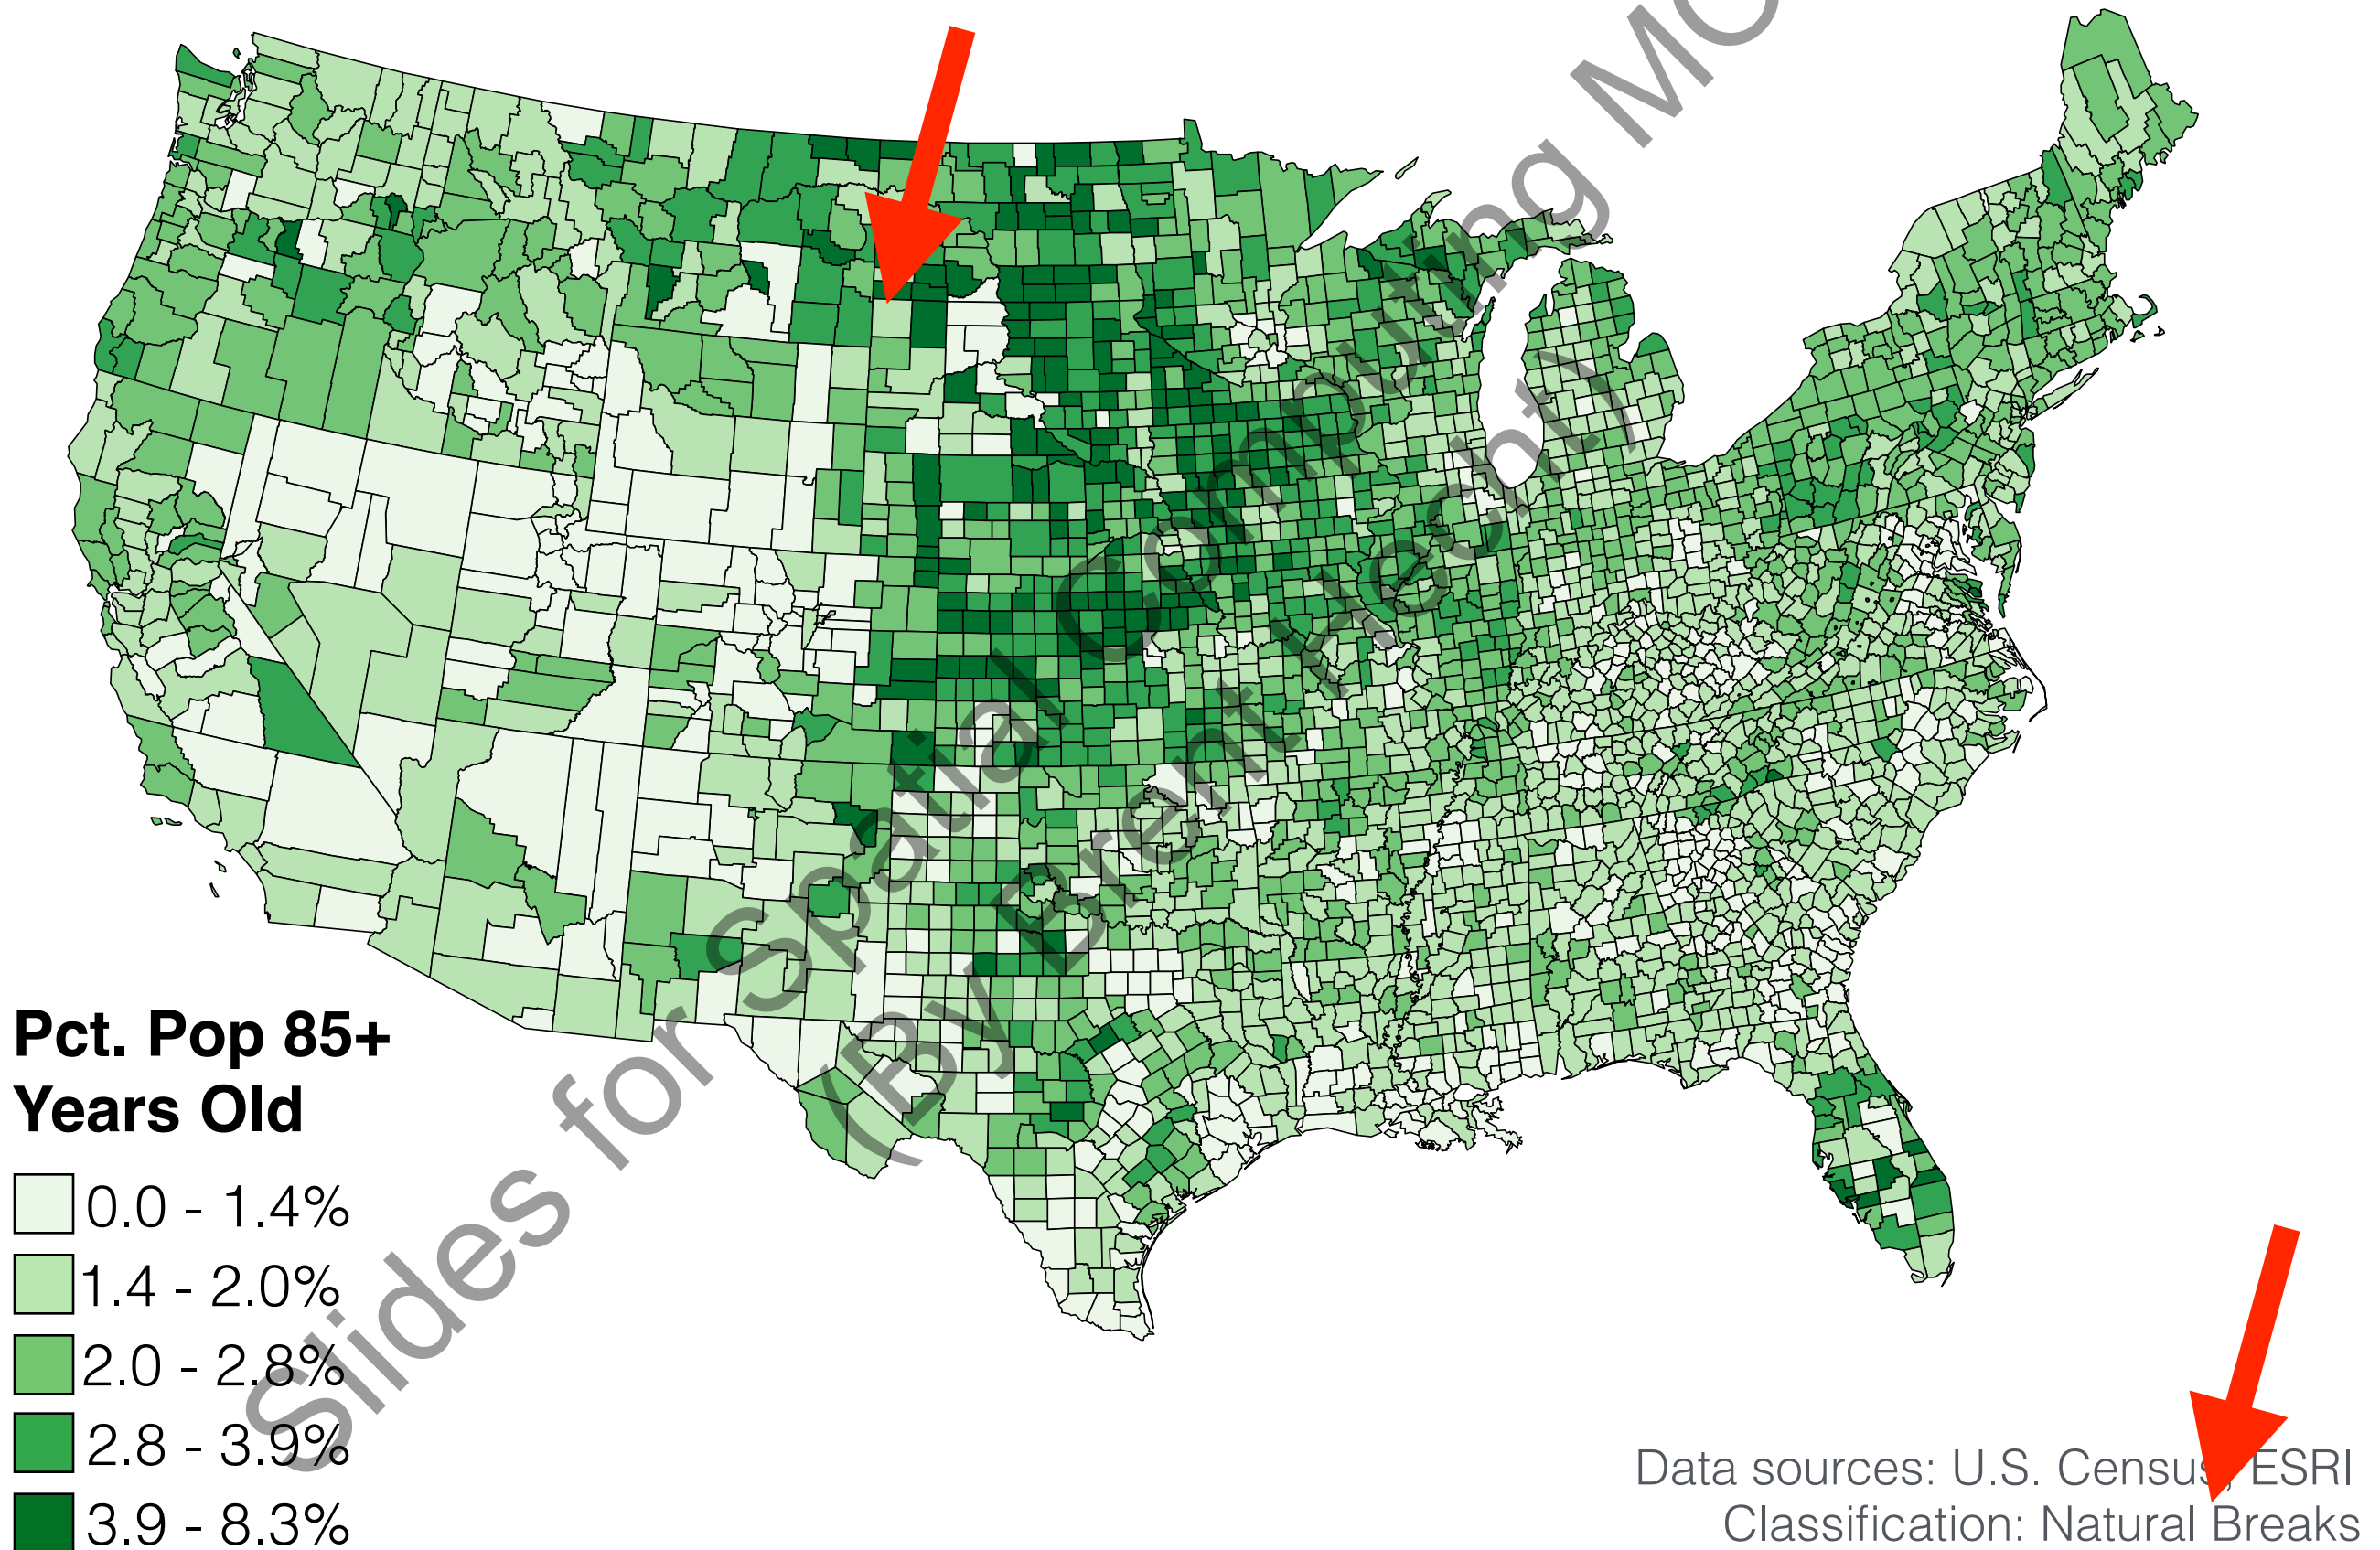 Slides for Spatial Computing MO
(By Brent Hecht)
Pct. Pop 85+
Years Old
0.0 - 1.4%
1.4 - 2.0%
2.0 - 2.8%
2.8 - 3.9%
3.9 - 8.3%
Data sources: U.S. Census, ESRI
Classification: Natural Breaks